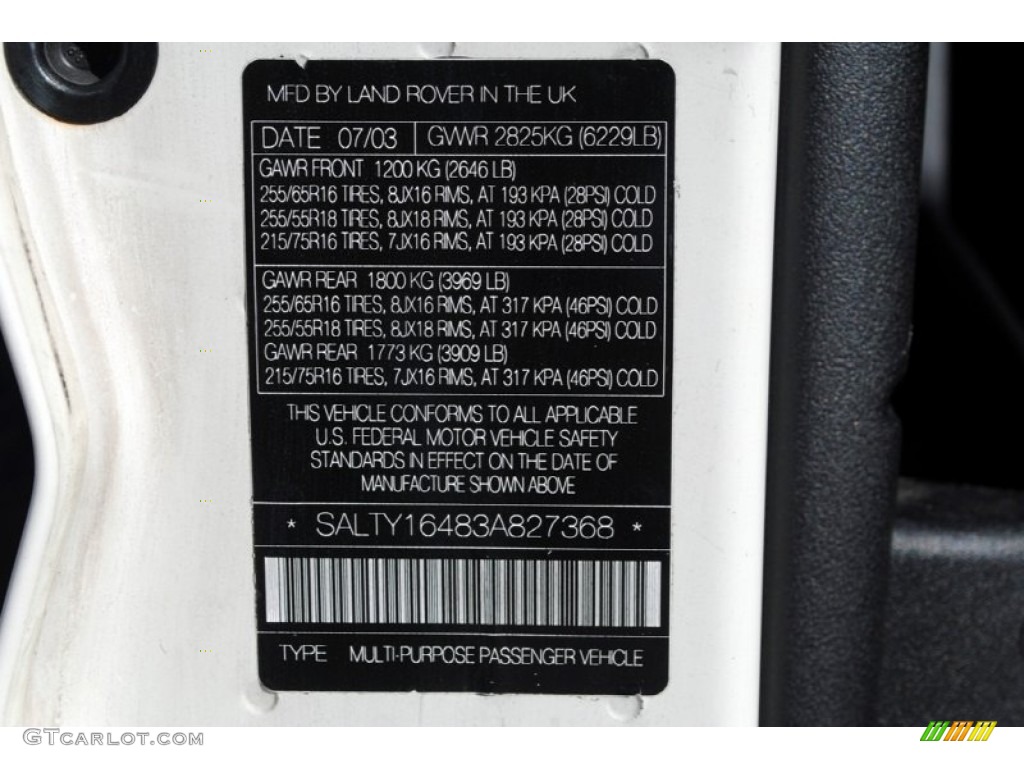 MFD BY LAND ROVER IN THE UK
DATE 07/03 GVWR 2825KG (6229LB)
GAWR FRONT 1200 KG (2646 LB)
255/65R16 TIRES, 8JX16 RIMS, AT 193 KPA (28PSI) COLD
255/55R18 TIRES, 8JX18 RIMS, AT 193 KPA (28PSI) COLD
215/75R16 TIRES, 7JX16 RIMS, AT 193 KPA (28PSI) COLD
GAWR REAR 1800 KG (3969 LB)
255/65R16 TIRES, 8JX16 RIMS, AT 317 KPA (46PSI) COLD
255/55R18 TIRES, 8JX18 RIMS, AT 317 KPA (46PSI) COLD
GAWR REAR 1773 KG (3909 LB)
215/75R16 TIRES, 7JX16 RIMS, AT 317 KPA (46PSI) COLD
THIS VEHICLE CONFORMS TO ALL APPLICABLE
U.S. FEDERAL MOTOR VEHICLE SAFETY
STANDARDS IN EFFECT ON THE DATE OF
MANUFACTURE SHOWN ABOVE
* SALTY16483A827368 *
TYPE MULTI-PURPOSE PASSENGER VEHICLE
GTCARLOT.COM